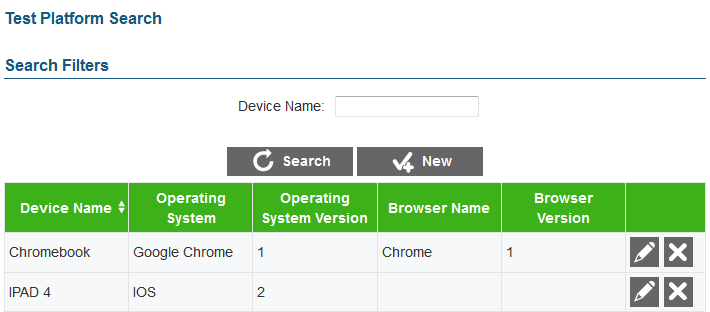 Test Platform Search
Search Filters
Device Name:
Search New
Device Name Operating System Operating System Version Browser Name Browser Version
Chromebook Google Chrome 1 Chrome 1
IPAD 4 IOS 2